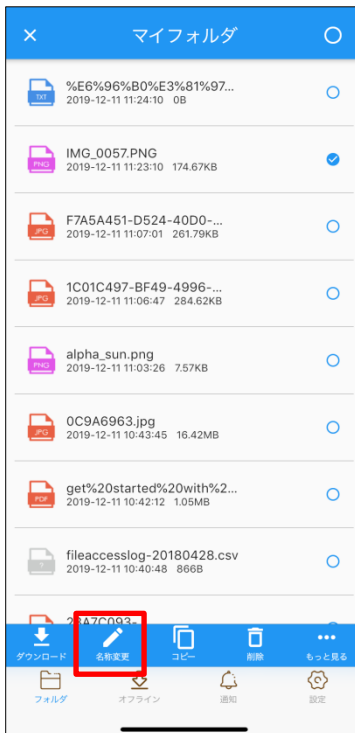 マイフォルダ
%E6%96%B0%E3%81%97...
TXT
2019-12-11 11:24:10 0B
IMG_0057.PNG
PNG
2019-12-11 11:23:10 174.67KB
F7A5A451-D524-40D0-...
JPG
2019-12-11 11:07:01 261.79KB
1C01C497-BF49-4996-...
JPG
2019-12-11 11:06:47 284.62KB
alpha_sun.png
PNG
2019-12-11 11:03:26 7.57KB
0C9A6963.jpg
JPG
2019-12-11 10:43:45 16.42MB
get%20started%20with%2...
PDF
2019-12-11 10:42:12 1.05MB
fileaccesslog-20180428.csv
?
2019-12-11 10:40:48 866B
23A7C093-
ダウンロード 名称変更 コピー 削除 もっと見る
フォルダ オフライン 通知 設定